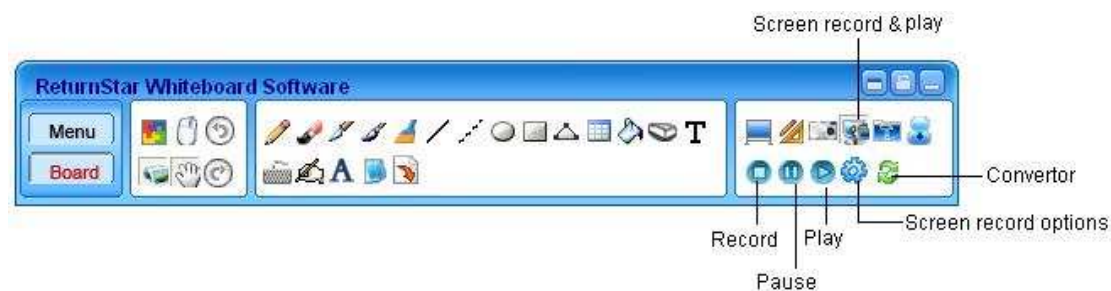 Screen record & play
ReturnStar Whiteboard Software
Menu
T
Board
A
Convertor
Screen record options
Record
Play
Pause